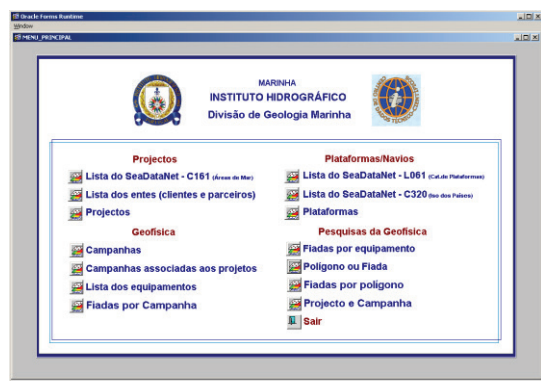 Oracle Forms Runtime
Window
MENU_PRINCIPAL
MARINHA
INSTITUTO HIDROGRÁFICO
Divisão de Geologia Marinha
Projectos
Lista do SeaDataNet - C161 (Áreas de Mar)
Lista dos entes (clientes e parceiros)
Projectos
Geofísica
Campanhas
Campanhas associadas aos projetos
Lista dos equipamentos
Fiadas por Campanha
Plataformas/Navios
Lista do SeaDataNet - L061 (Cat.de Plataformas)
Lista do SeaDataNet - C320 (Iso dos Países)
Plataformas
Pesquisas da Geofísica
Fiadas por equipamento
Polígono ou Fiada
Fiadas por polígono
Projecto e Campanha
Sair